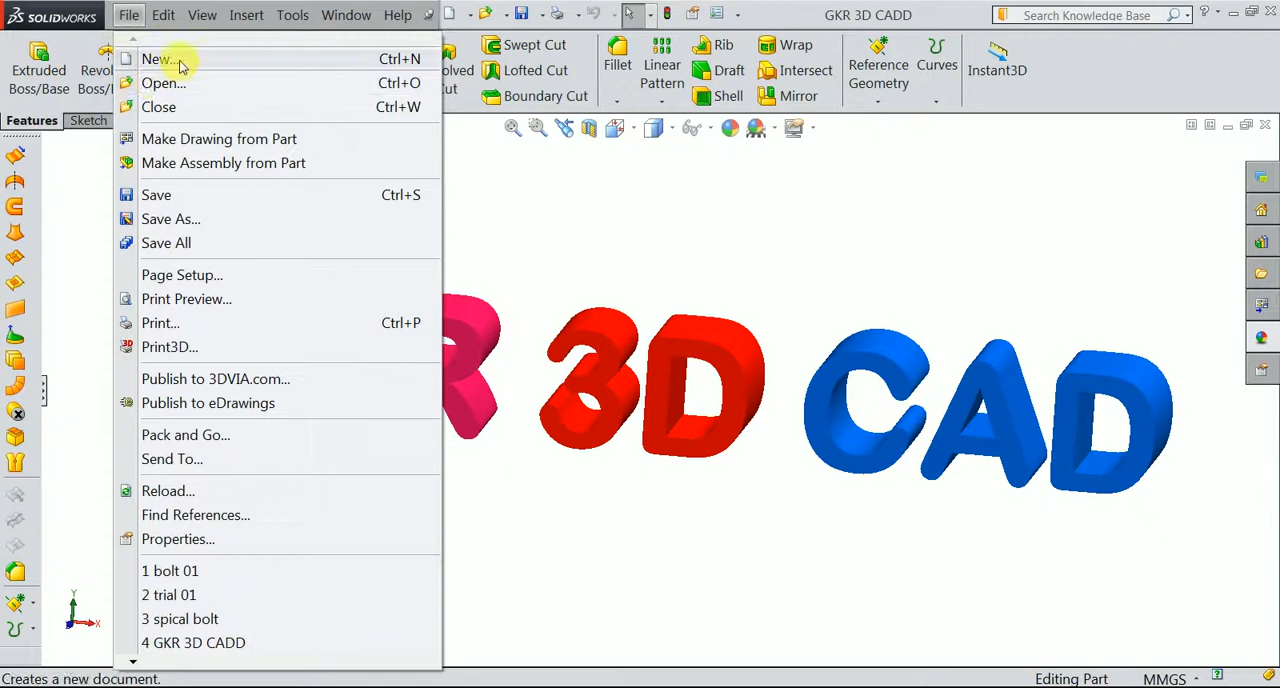 SOLIDWORKS File Edit View Insert Tools Window Help GKR 3D CADD Search Knowledge Base ?
Extruded
Boss/Base
Revol
Boss/B
olved
Cut
Swept Cut
Lofted Cut
Boundary Cut
Fillet
Linear
Pattern
Rib
Draft
Shell
Wrap
Intersect
Mirror
Reference
Geometry
Curves
Instant3D
Features Sketch
New... Ctrl+N
Open... Ctrl+O
Close Ctrl+W
Make Drawing from Part
Make Assembly from Part
Save Ctrl+S
Save As...
Save All
Page Setup...
Print Preview...
Print... Ctrl+P
Print3D...
Publish to 3DVIA.com...
Publish to eDrawings
Pack and Go...
Send To...
Reload...
Find References...
Properties...
1 bolt 01
2 trial 01
3 spical bolt
4 GKR 3D CADD
R 3D CAD
Y
X
Creates a new document. Editing Part MMGS ?